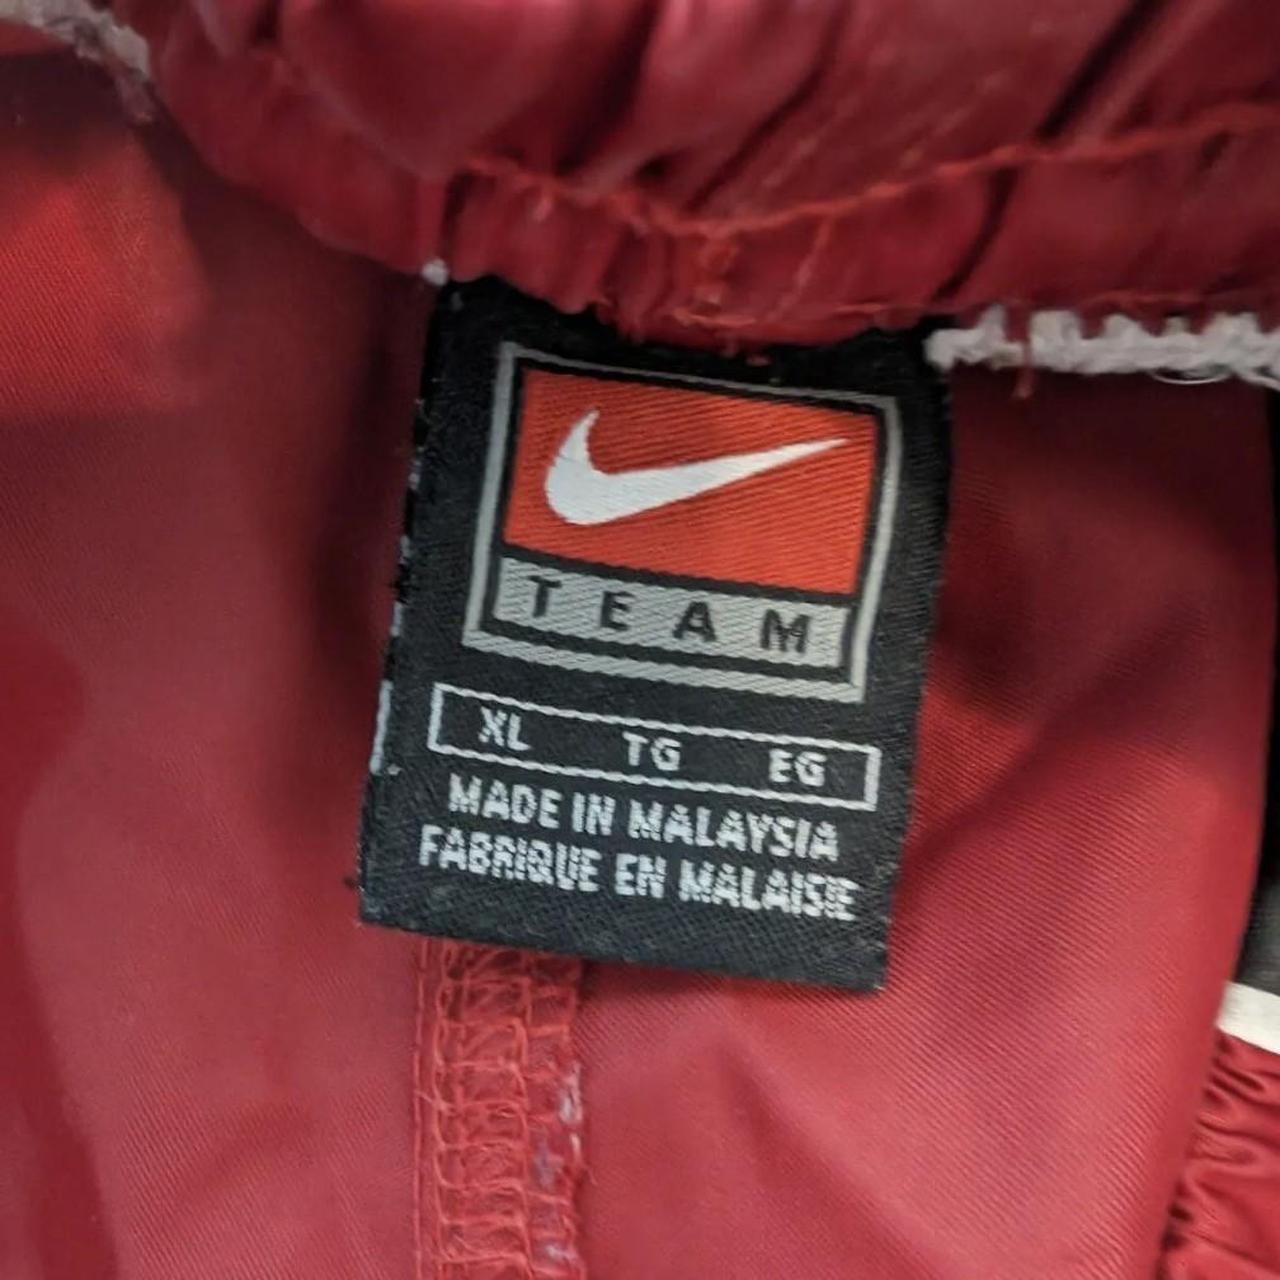 TEAM
XL TG EG
MADE IN MALAYSIA
FABRIQUE EN MALAISIE